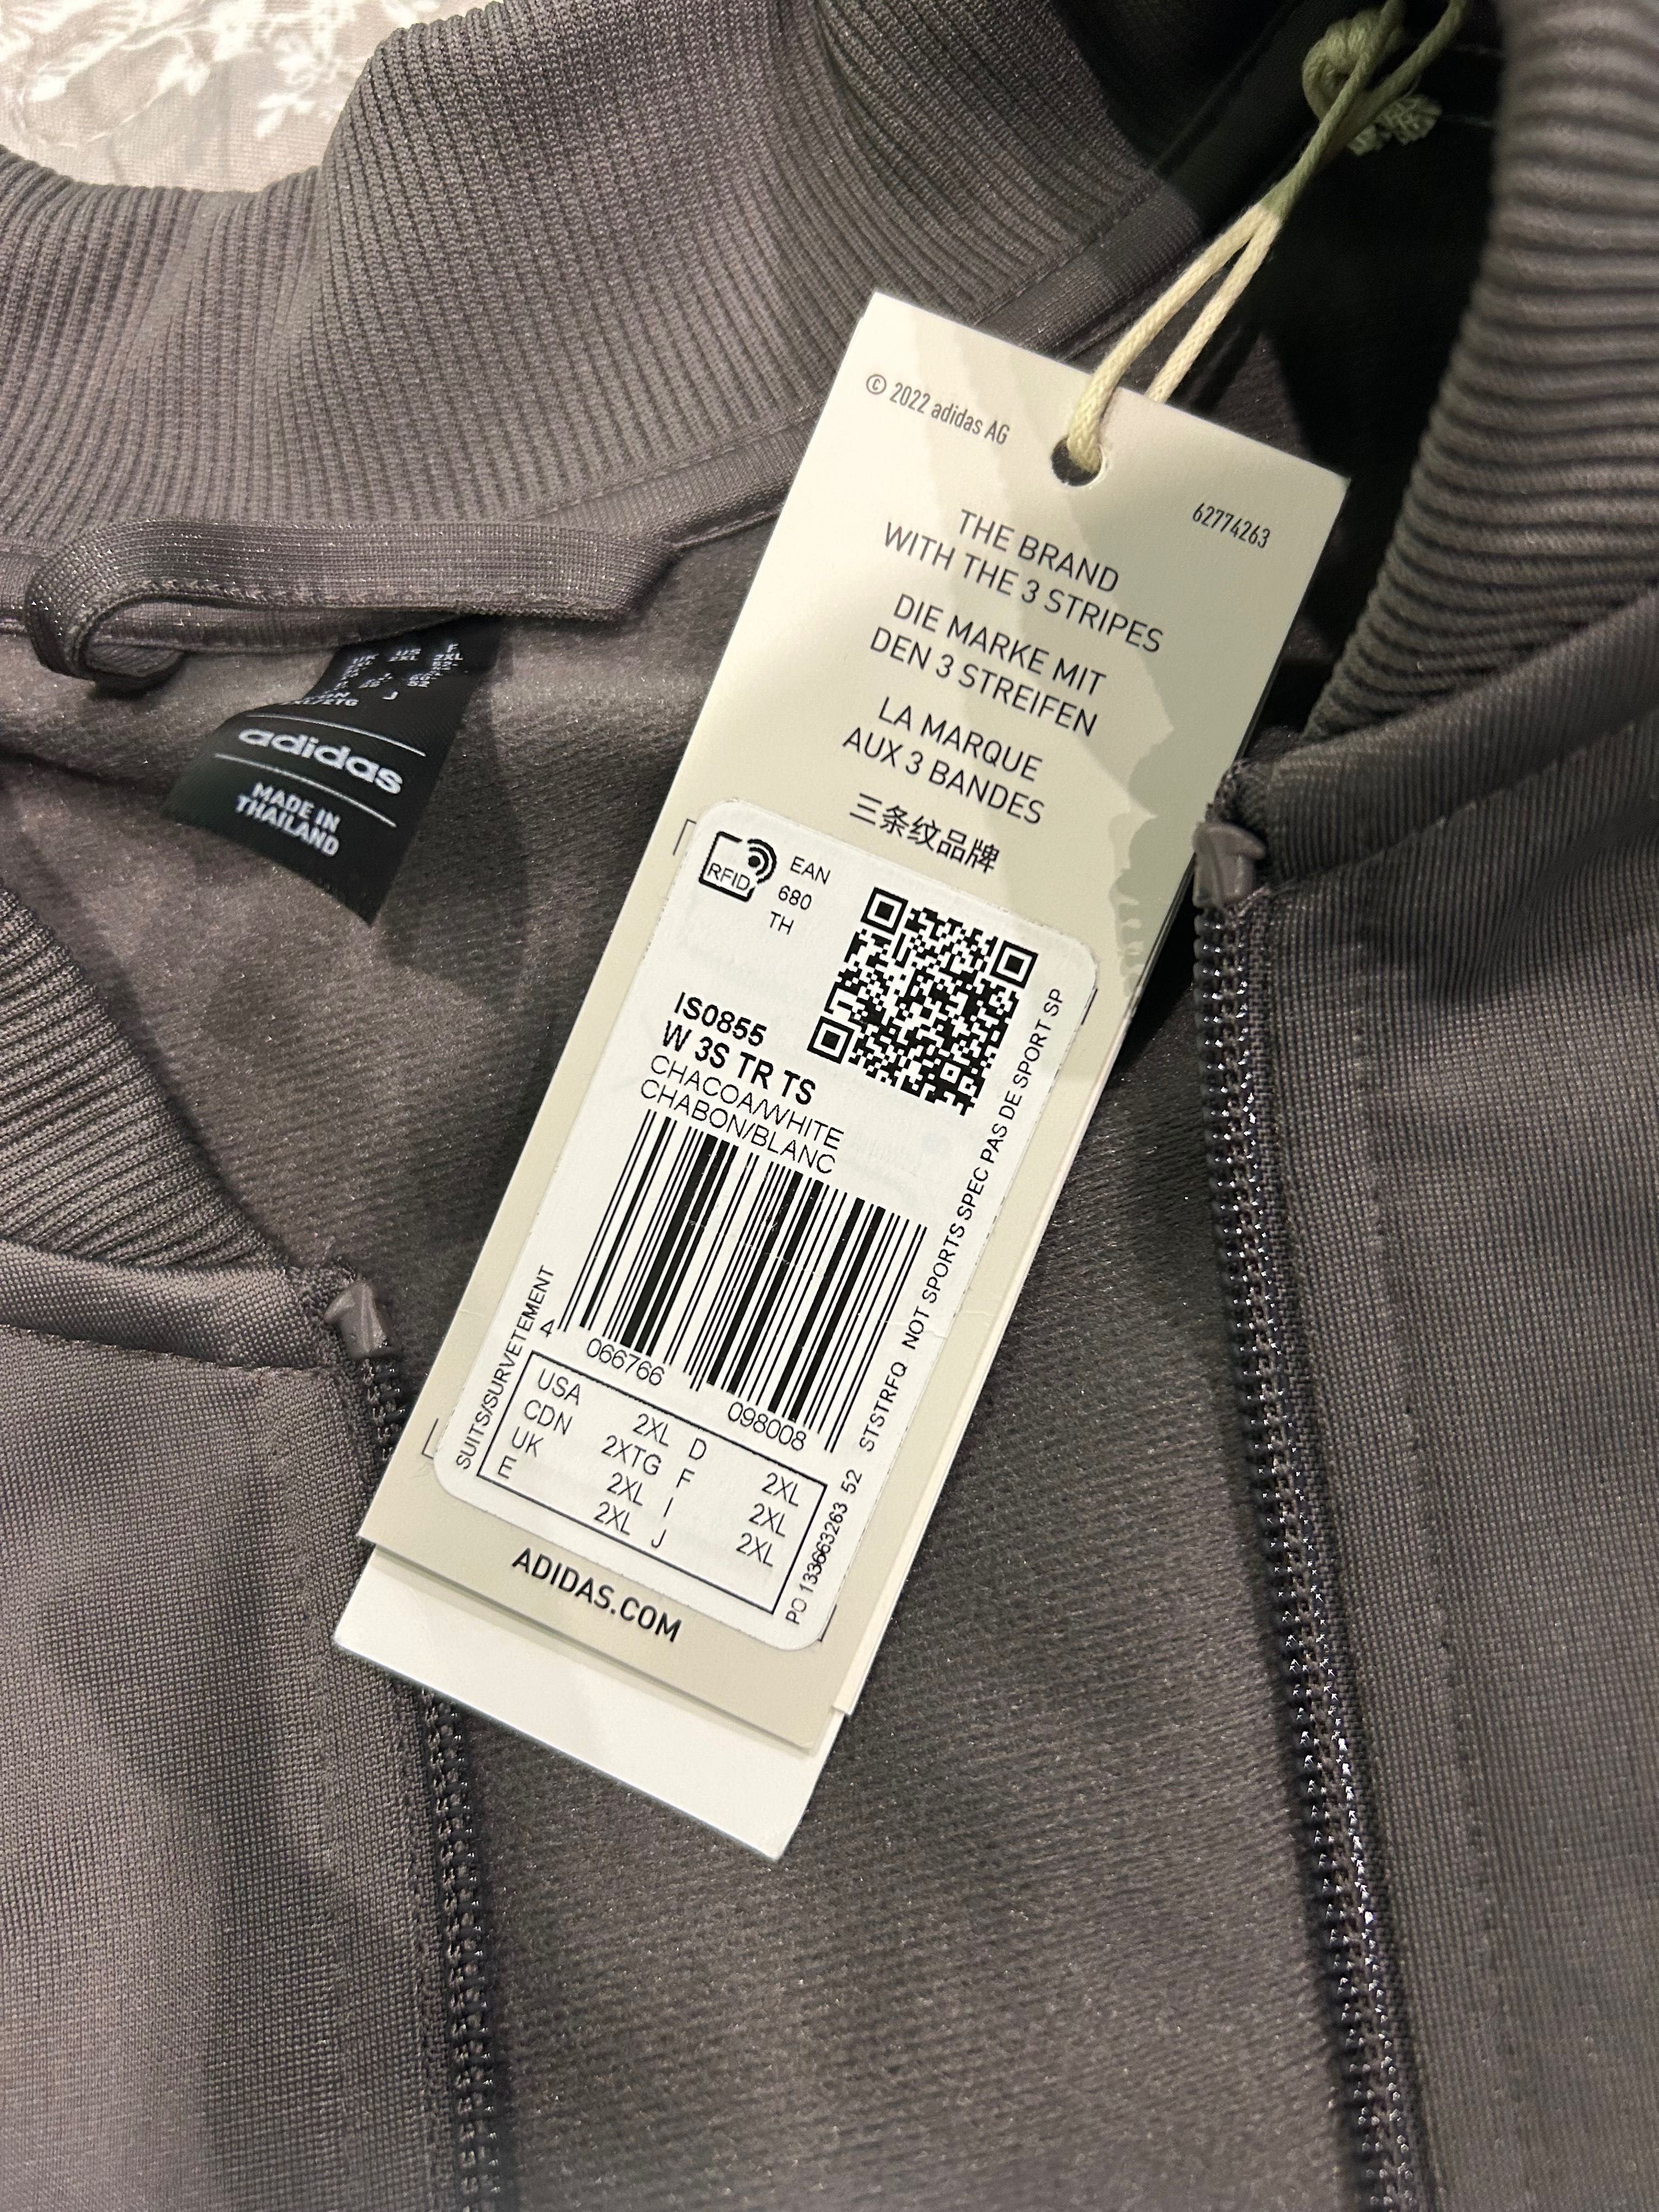 © 2022 adidas AG
62774263
THE BRAND
WITH THE 3 STRIPES
DIE MARKE MIT
DEN 3 STREIFEN
LA MARQUE
AUX 3 BANDES
三条纹品牌
RFID
EAN
680
TH
IS0855
W 3S TR TS
CHACOA/WHITE
CHABON/BLANC
4 066766 098008
SUITS/SURVETEMENT
PO 133663263 52 STSTRFQ NOT SPORTS SPEC PAS DE SPORT SP
USA 2XL D 2XL
CDN 2XTG F 2XL
UK 2XL I 2XL
E 2XL J
ADIDAS.COM
UK US F
2XL 2XL
J
adidas
MADE IN
THAILAND